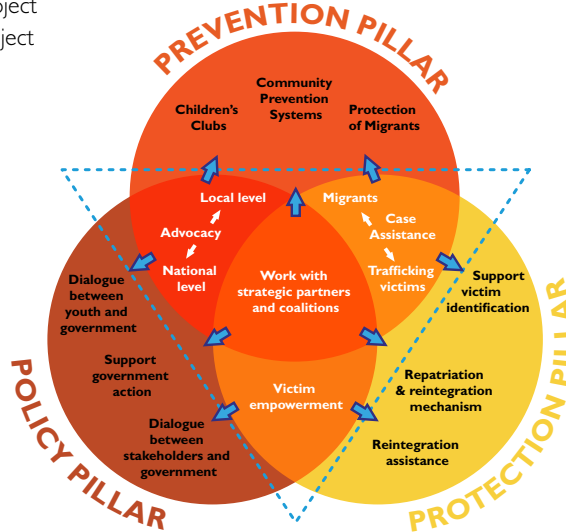 oject
ject
PREVENTION PILLAR
Community
Prevention
Systems
Children's
Clubs
Protection
of Migrants
Local level
Advocacy
National
level
Migrants
Case
Assistance
Trafficking
victims
Work with
strategic partners
and coalitions
Dialogue
between
youth and
government
Support
government
action
Dialogue
between
stakeholders and
government
Victim
empowerment
Support
victim
identification
Repatriation
& reintegration
mechanism
Reintegration
assistance
POLICY PILLAR
PROTECTION PILLAR